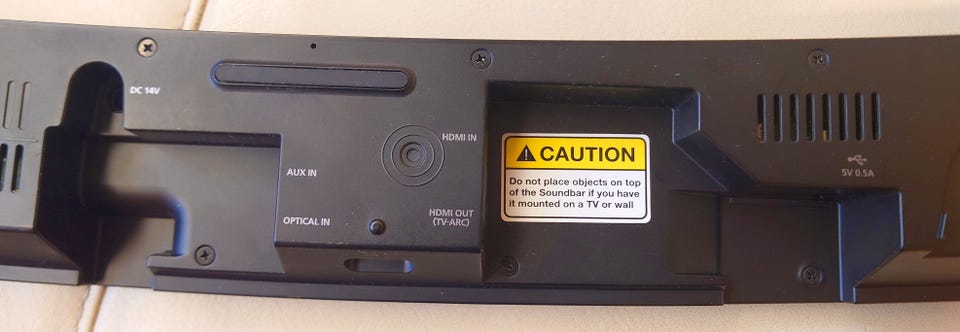 DC 14V
HDMI IN
AUX IN
OPTICAL IN
HDMI OUT
(TV-ARC)
CAUTION
Do not place objects on top
of the Soundbar if you have
it mounted on a TV or wall
5V 0.5A